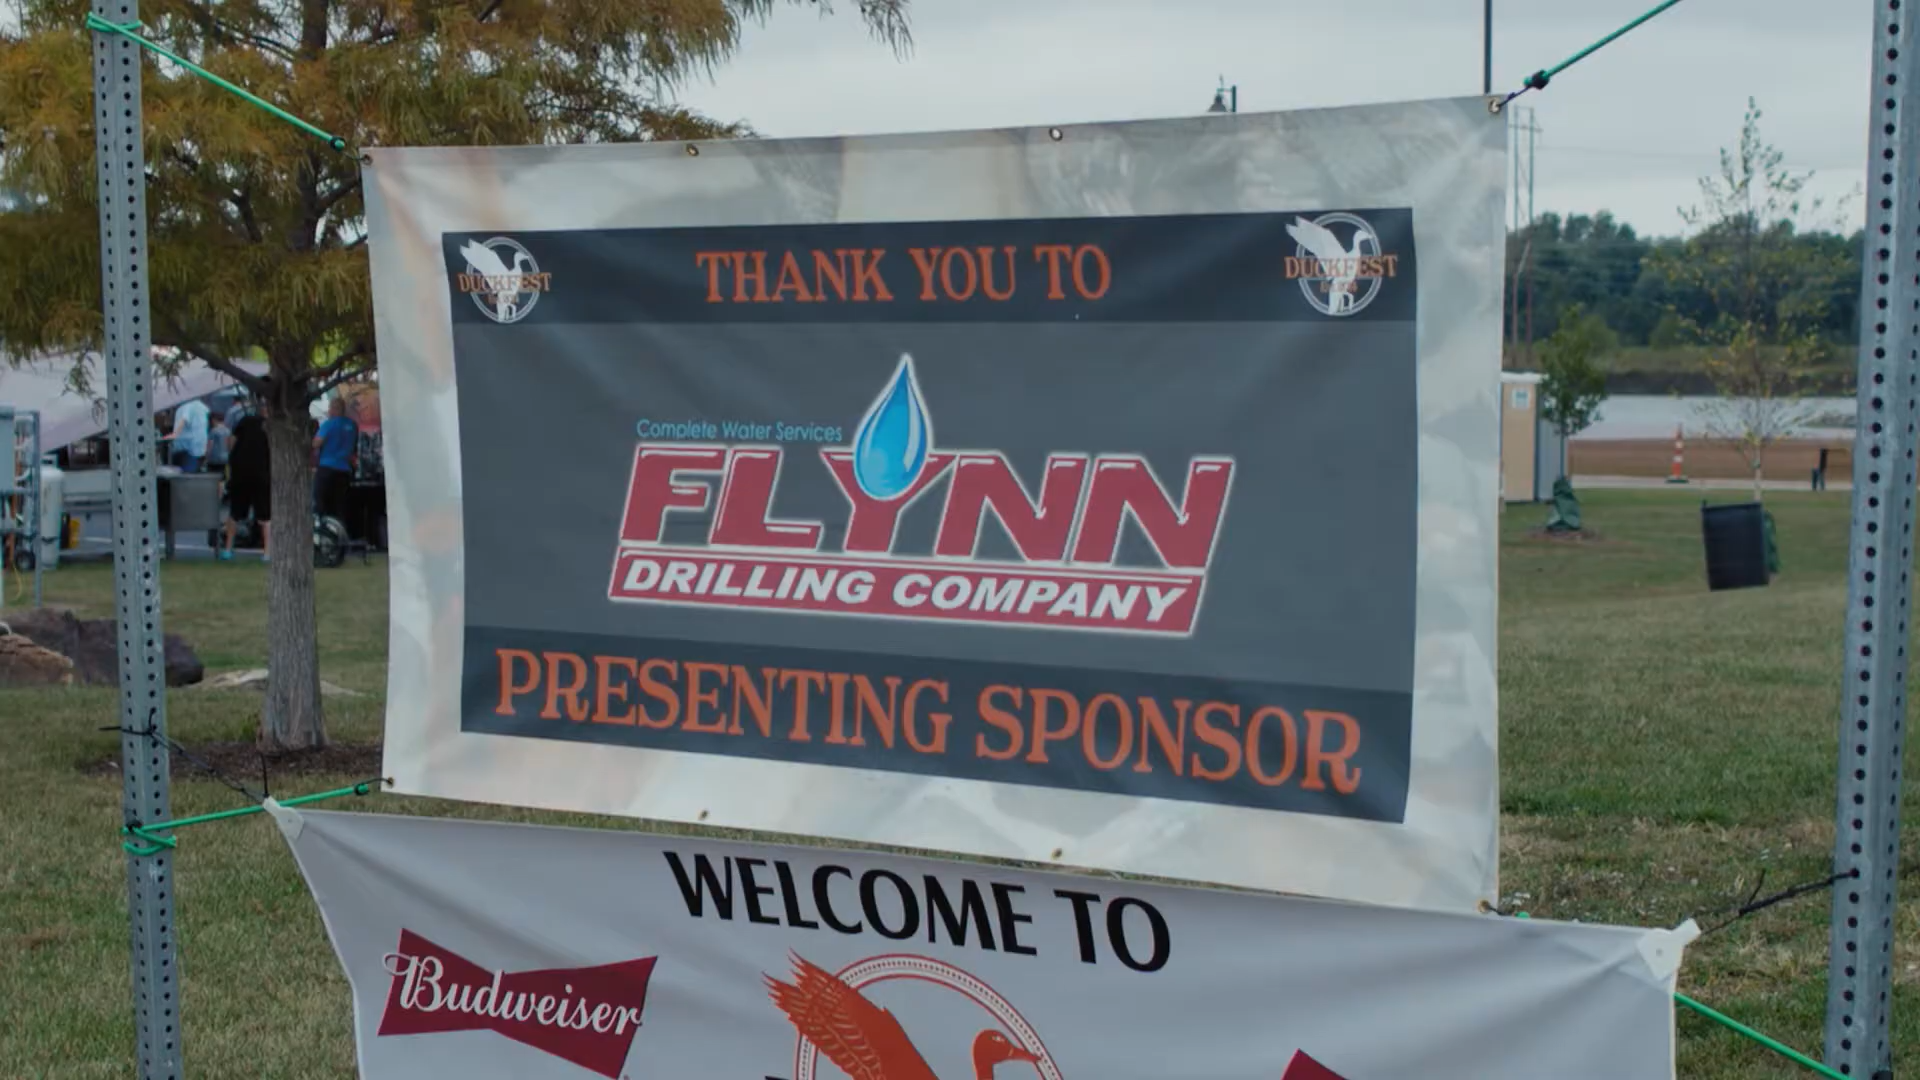 THANK YOU TO
DUCKFEST
DUCKFEST
Complete Water Services
FLYNN
DRILLING COMPANY
PRESENTING SPONSOR
WELCOME TO
Budweiser